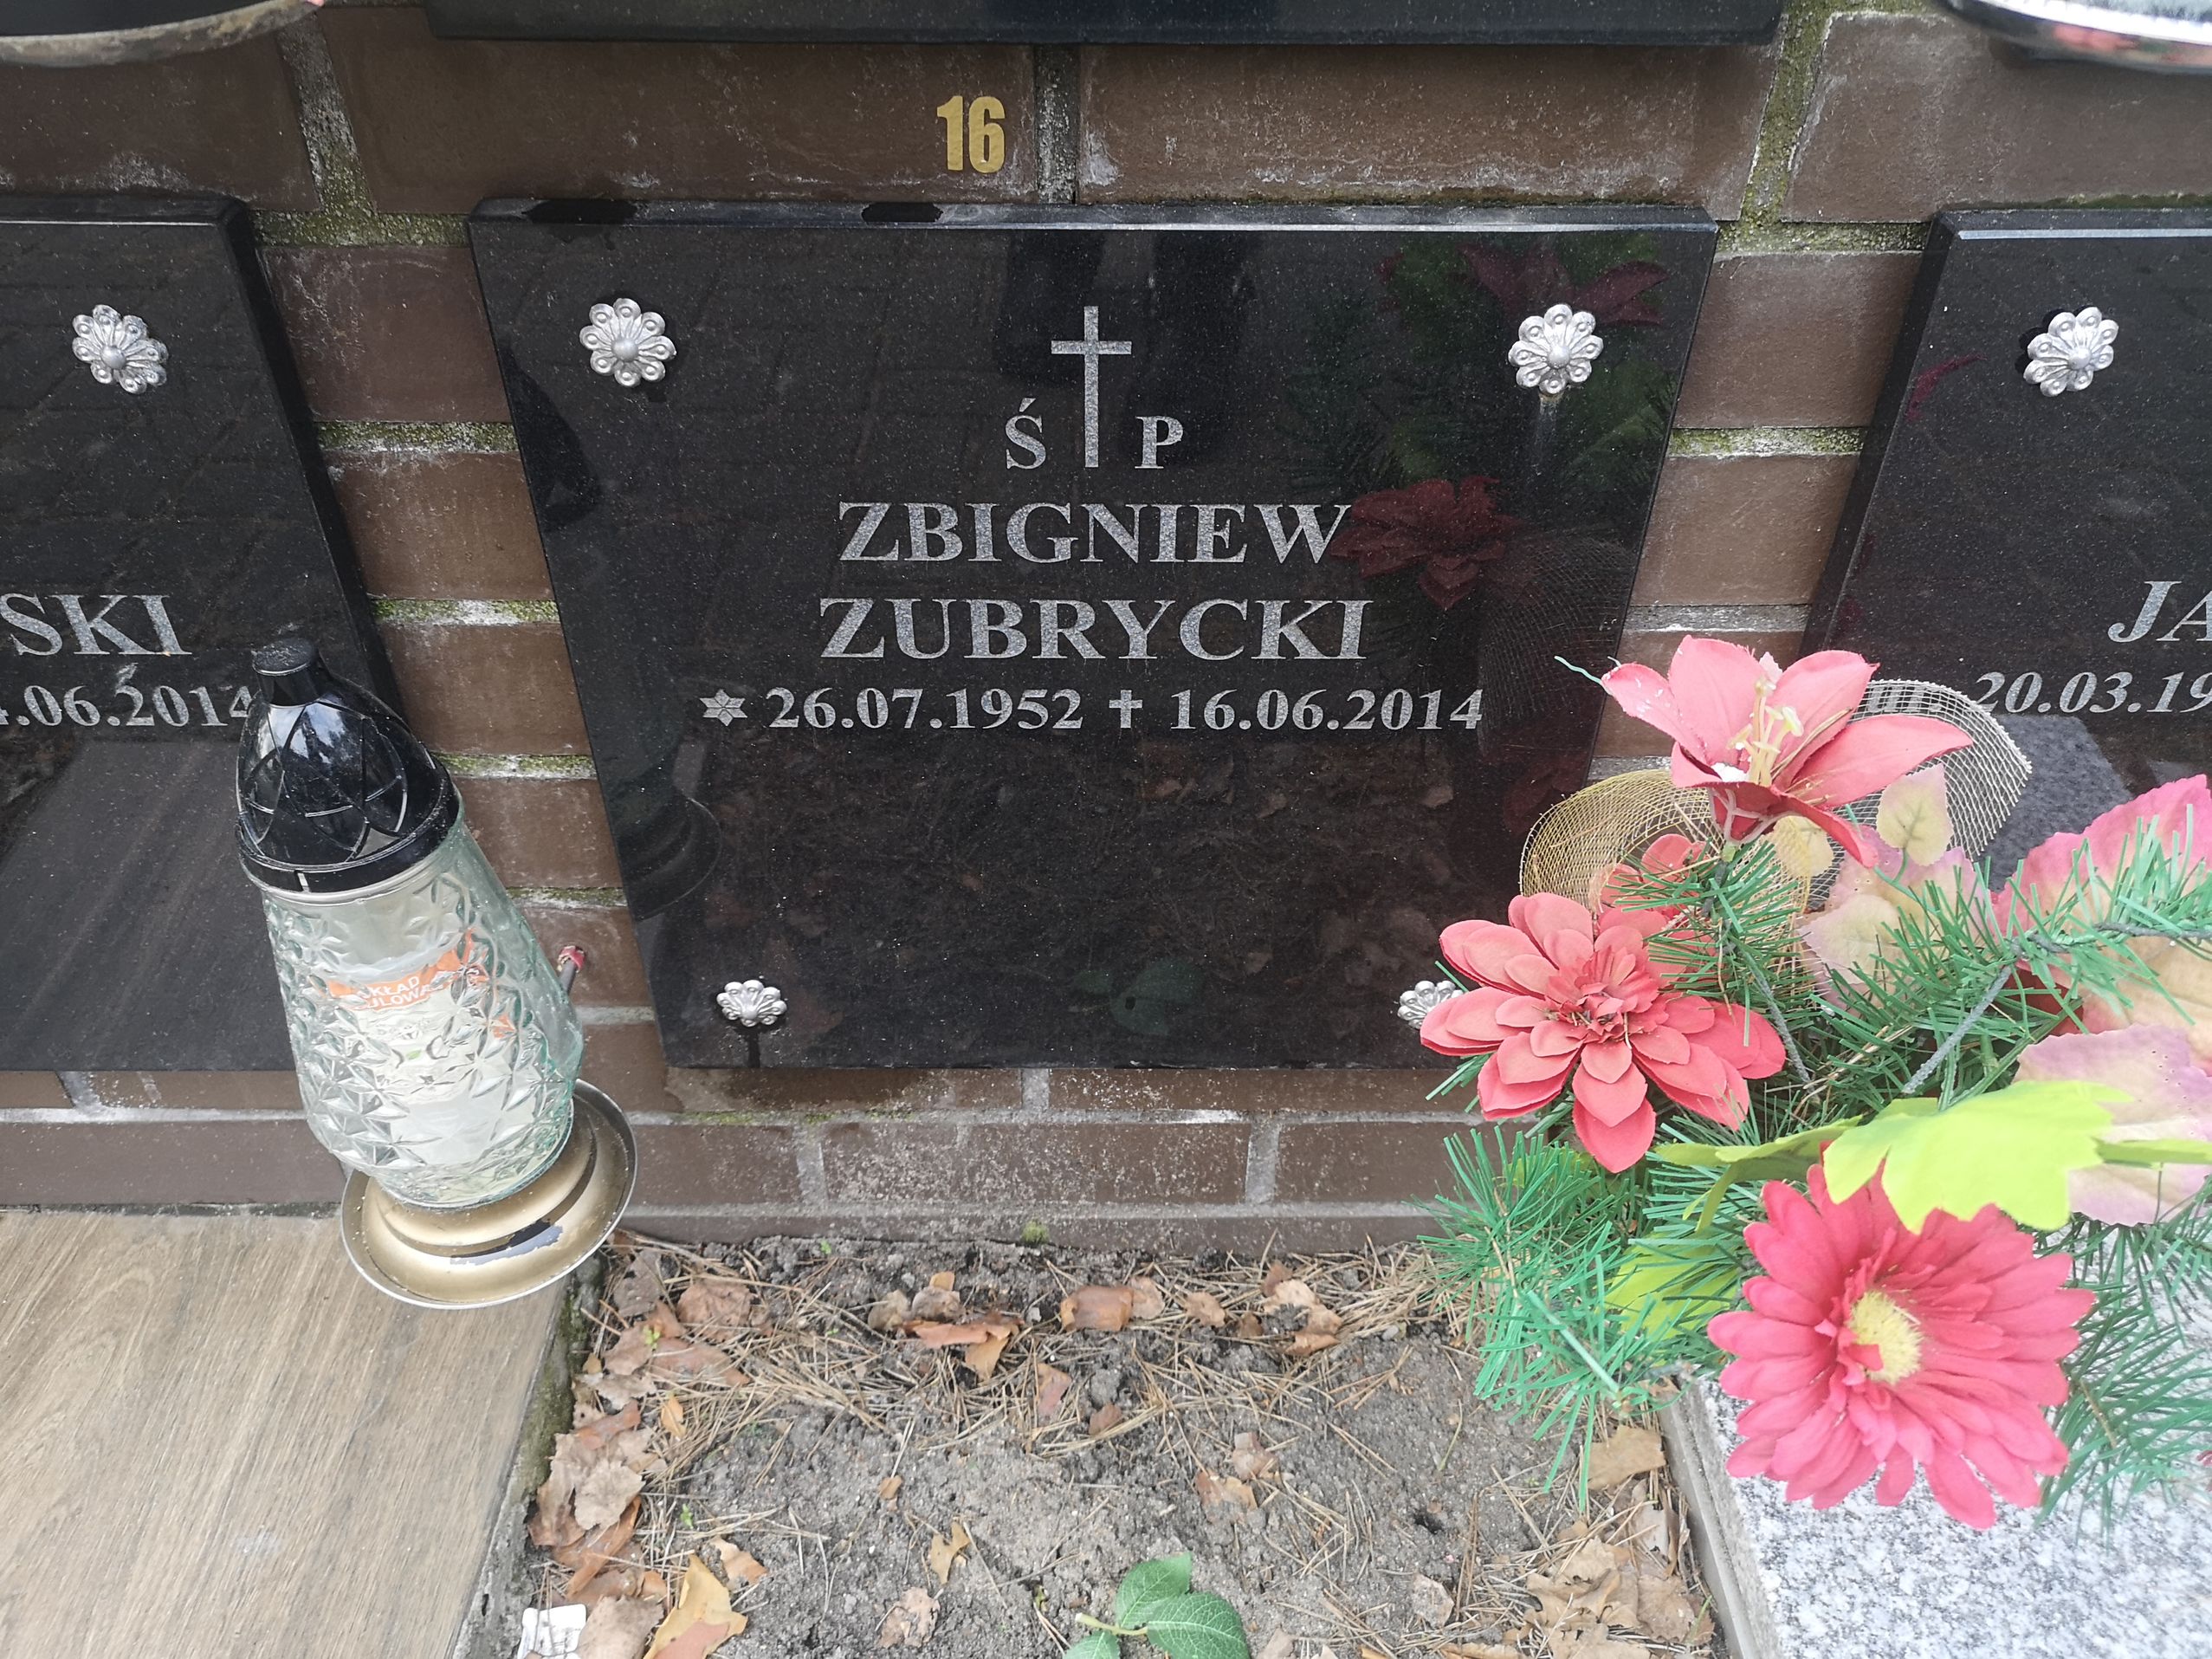 16
Ś P
ZBIGNIEW
ZUBRYCKI
26.07.1952 † 16.06.2014
SKI
.06.2014
JA
20.03.19